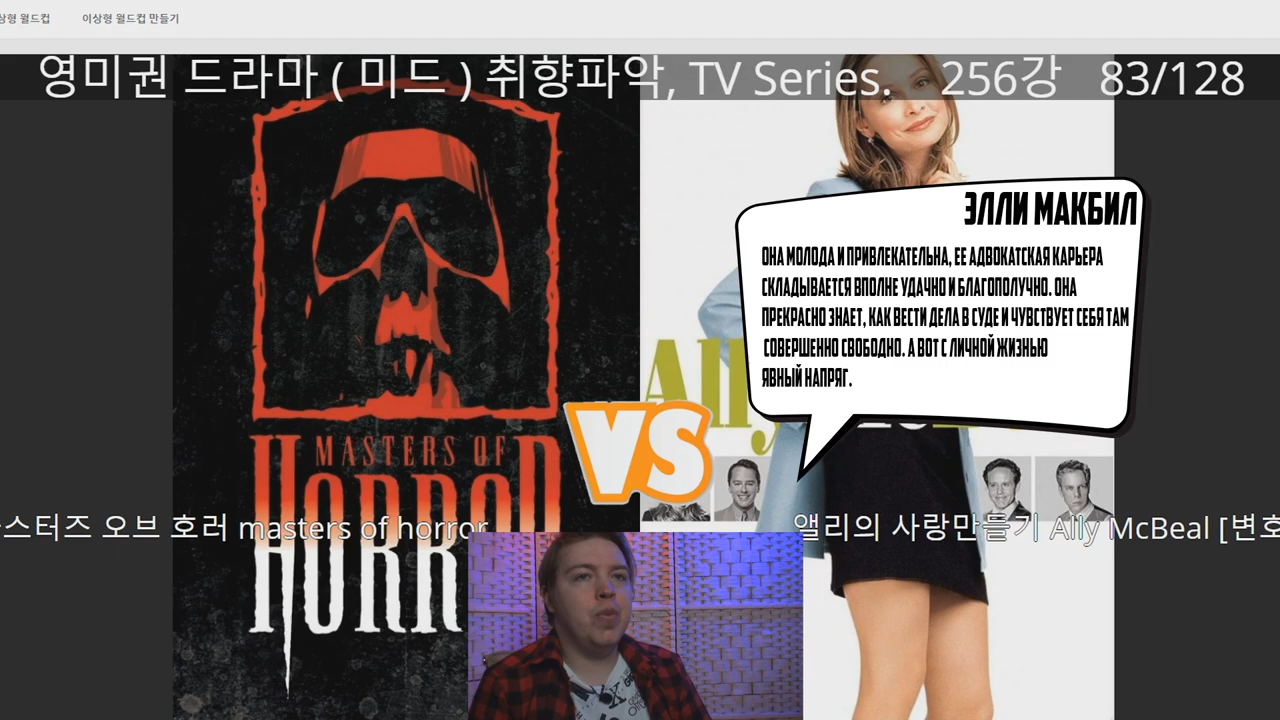 상형 월드컵 이상형 월드컵 만들기
영미권 드라마 ( 미드 ) 취향파악, TV Series. 256강 83/128
ЭЛЛИ МАКБИЛ
ОНА МОЛОДА И ПРИВЛЕКАТЕЛЬНА, ЕЕ АДВОКАТСКАЯ КАРЬЕРА
СКЛАДЫВАЕТСЯ ВПОЛНЕ УДАЧНО И БЛАГОПОЛУЧНО. ОНА
ПРЕКРАСНО ЗНАЕТ, КАК ВЕСТИ ДЕЛА В СУДЕ И ЧУВСТВУЕТ СЕБЯ ТАМ
СОВЕРШЕННО СВОБОДНО. А ВОТ С ЛИЧНОЙ ЖИЗНЬЮ
ЯВНЫЙ НАПРЯГ.
Ally
VS
MASTERS OF
HORROR
스터즈 오브 호러 masters of horror
앨리의 사랑만들기 Ally McBeal [변호